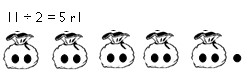 11 ÷ 2 = 5 r1